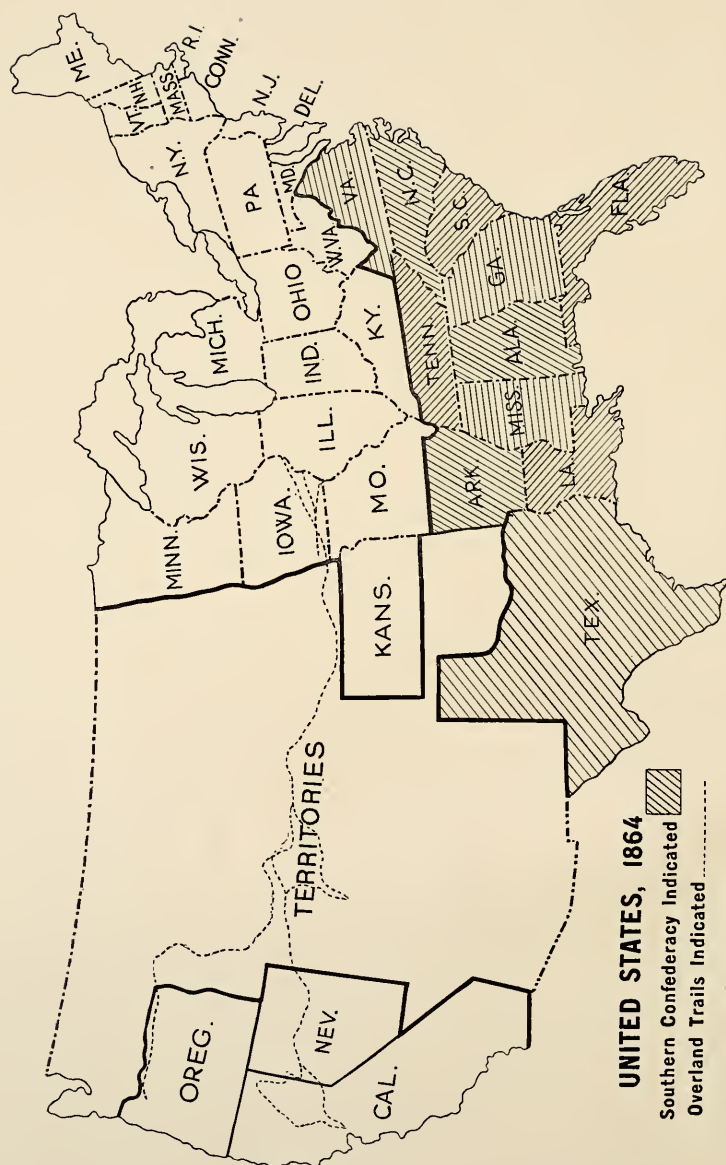 ME.
VT.
N.H.
MASS.
R.I.
CONN.
N.Y.
N.J.
PA
DEL.
MD.
MICH.
WIS.
MINN.
OHIO
IND.
ILL.
IOWA.
W.VA.
VA.
KY.
MO.
KANS.
N.C.
TENN.
S.C.
ARK.
GA.
ALA.
MISS.
LA.
FLA.
TEX.
TERRITORIES
OREG.
NEV.
CAL.
UNITED STATES, 1864
Southern Confederacy Indicated
Overland Trails Indicated